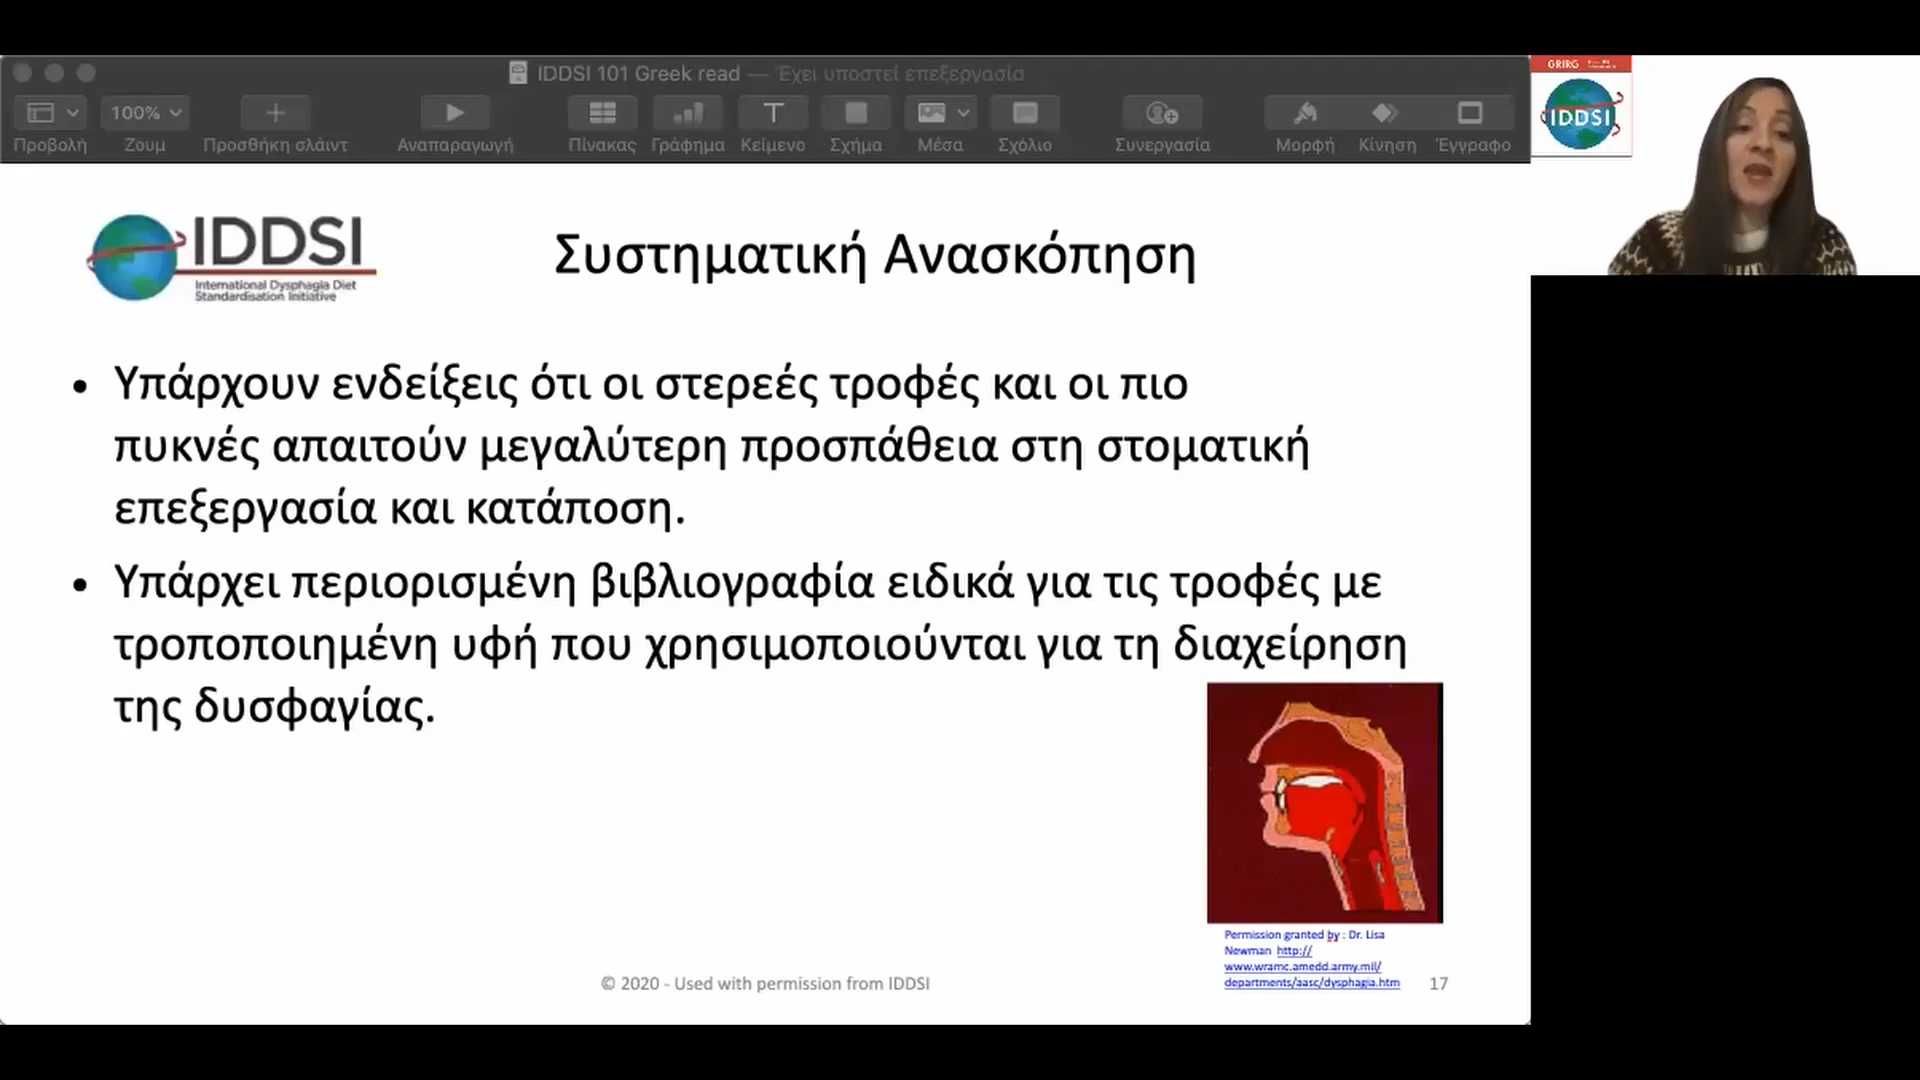 IDDSI 101 Greek read — Έχει υποστεί επεξεργασία
100%
Προβολή Ζουμ Προσθήκη σλάιντ Αναπαραγωγή Πίνακας Γράφημα Κείμενο Σχήμα Μέσα Σχόλιο Συνεργασία Μορφή Κίνηση Έγγραφο
GRIRG
IDDSI
IDDSI
International Dysphagia Diet
Standardisation Initiative
Συστηματική Ανασκόπηση
• Υπάρχουν ενδείξεις ότι οι στερεές τροφές και οι πιο
πυκνές απαιτούν μεγαλύτερη προσπάθεια στη στοματική
επεξεργασία και κατάποση.
• Υπάρχει περιορισμένη βιβλιογραφία ειδικά για τις τροφές με
τροποποιημένη υφή που χρησιμοποιούνται για τη διαχείρηση
της δυσφαγίας.
Permission granted by : Dr. Lisa
Newman http://
www.wramc.amedd.army.mil/
departments/aasc/dysphagia.htm
© 2020 - Used with permission from IDDSI
17